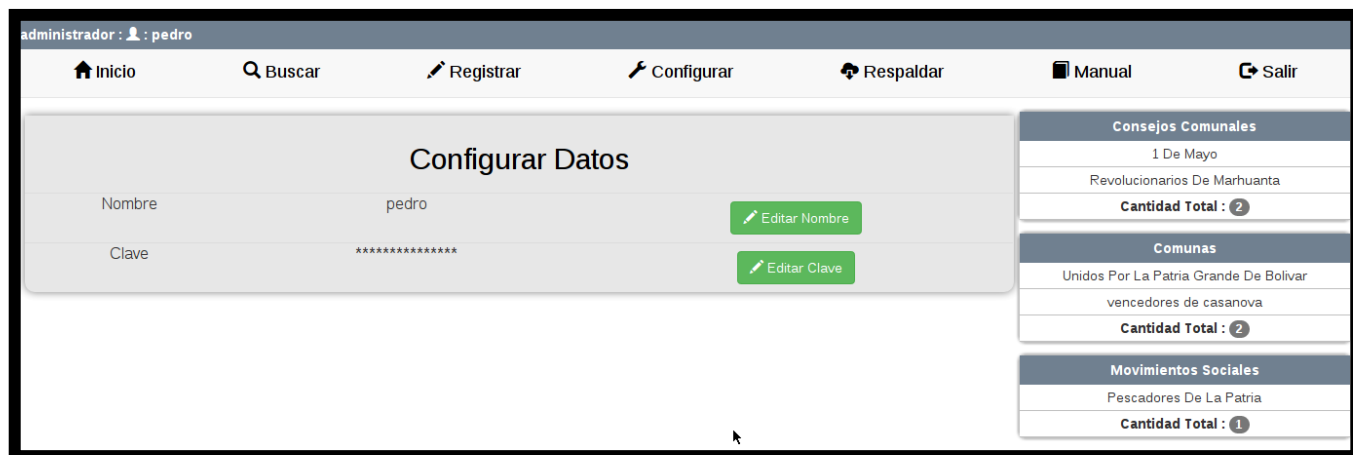 administrador : : pedro
Inicio Buscar Registrar Configurar Respaldar Manual Salir
Configurar Datos
Nombre pedro Editar Nombre
Clave *************** Editar Clave
Consejos Comunales
1 De Mayo
Revolucionarios De Marhuanta
Cantidad Total : 2
Comunas
Unidos Por La Patria Grande De Bolivar
vencedores de casanova
Cantidad Total : 2
Movimientos Sociales
Pescadores De La Patria
Cantidad Total : 1